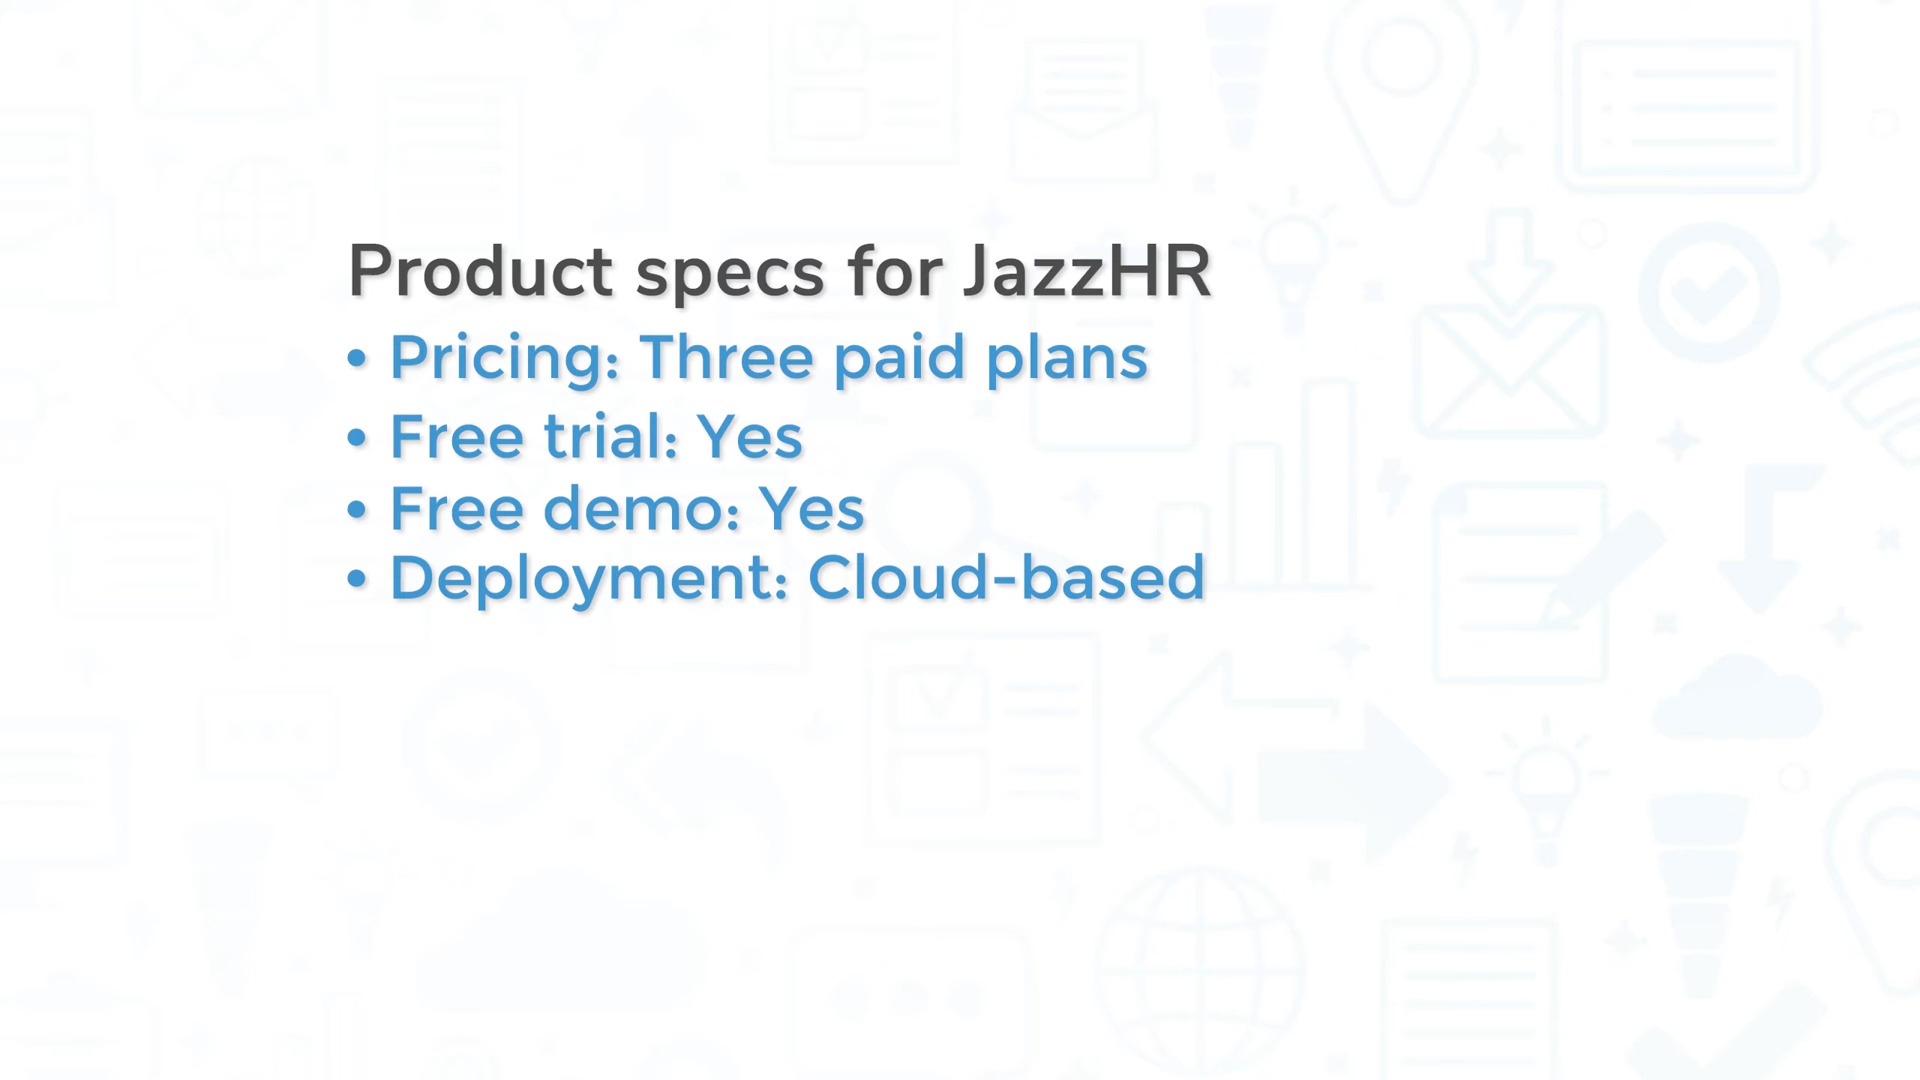 Product specs for JazzHR
• Pricing: Three paid plans
• Free trial: Yes
• Free demo: Yes
• Deployment: Cloud-based